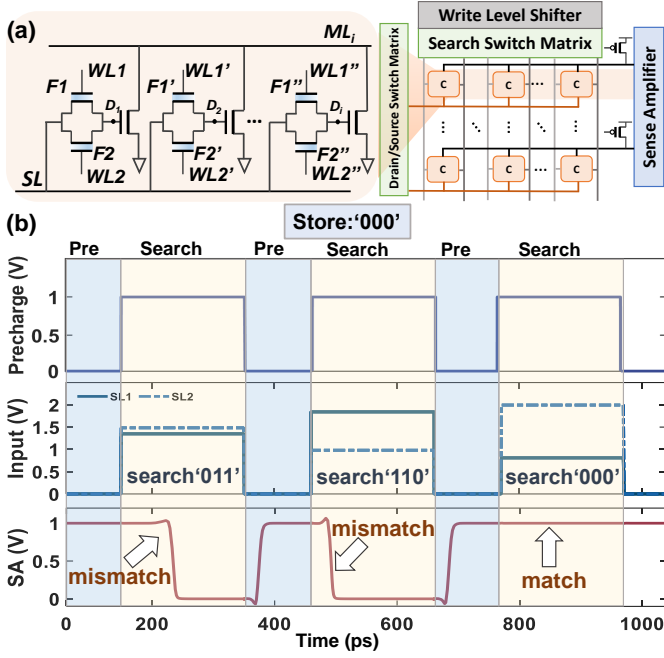 (a)
ML_i
WL1 WL1' WL1''
F1 F1' F1''
D_1 D_2 ... D_i
F2 F2' F2''
SL
WL2 WL2' WL2''
Write Level Shifter
Search Switch Matrix
Drain/Source Switch Matrix
Sense Amplifier
C C ... C
C C ... C
(b)
Store:‘000’
Pre Search Pre Search Pre Search
Precharge (V)
1
0.5
0
Input (V)
2
1.5
1
0.5
0
SL1 SL2
search‘011’ search‘110’ search‘000’
SA (V)
1
0.5
0
mismatch mismatch match
0 200 400 600 800 1000
Time (ps)